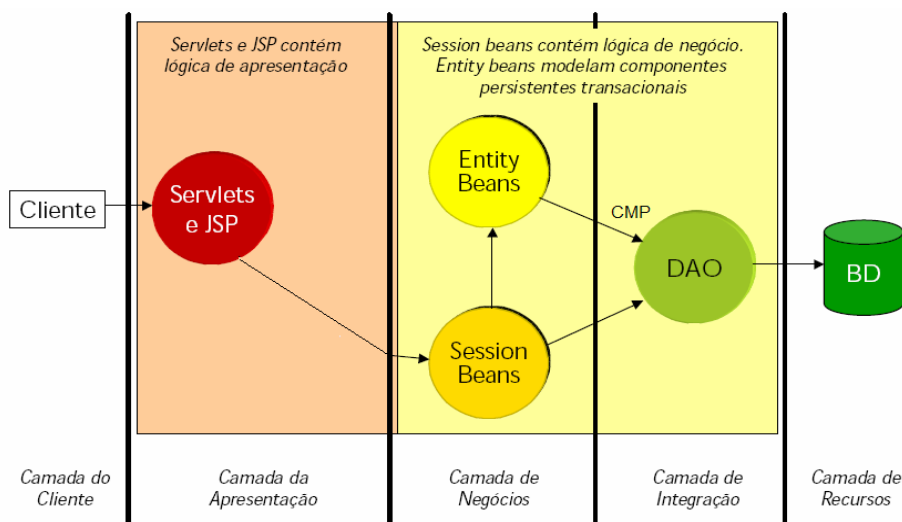 Servlets e JSP contém
lógica de apresentação
Session beans contém lógica de negócio.
Entity beans modelam componentes
persistentes transacionais
Entity
Beans
Servlets
e JSP
Cliente
CMP
DAO
BD
Session
Beans
Camada do
Cliente
Camada da
Apresentação
Camada de
Negócios
Camada de
Integração
Camada de
Recursos